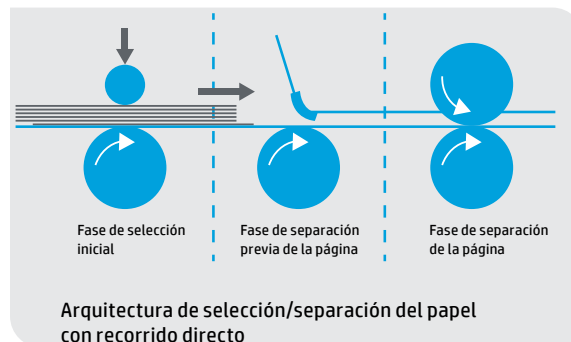 Fase de selección
inicial
Fase de separación
previa de la página
Fase de separación
de la página
Arquitectura de selección/separación del papel
con recorrido directo